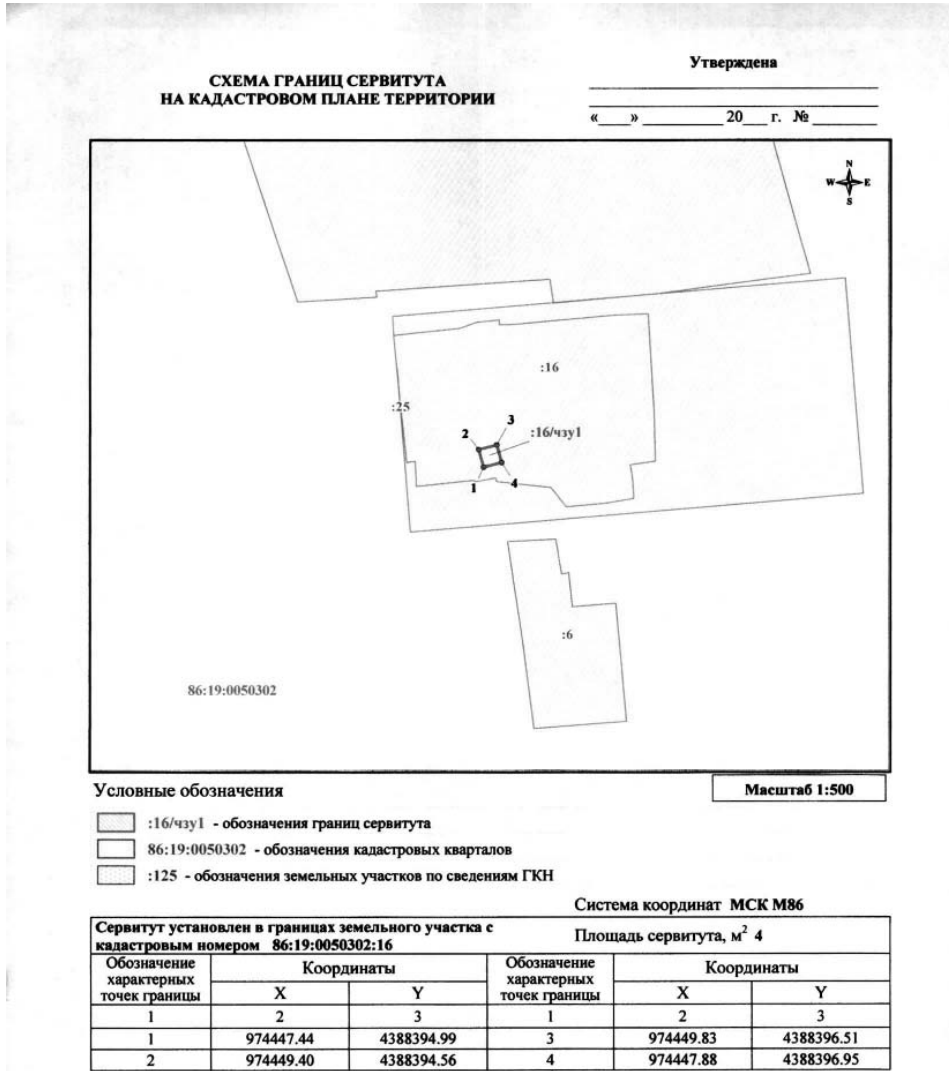 Утверждена
СХЕМА ГРАНИЦ СЕРВИТУТА
НА КАДАСТРОВОМ ПЛАНЕ ТЕРРИТОРИИ
«____» __________ 20___ г. № ________
N
W E
S
:16
:25
3
2 :16/чзу1
1 4
:6
86:19:0050302
Условные обозначения
Масштаб 1:500
:16/чзу1 - обозначения границ сервитута
86:19:0050302 - обозначения кадастровых кварталов
:125 - обозначения земельных участков по сведениям ГКН
Система координат МСК М86
Сервитут установлен в границах земельного участка с
кадастровым номером 86:19:0050302:16
Площадь сервитута, м² 4
Обозначение характерных точек границы Координаты Обозначение характерных точек границы Координаты
X Y X Y
1 2 3 1 2 3
1 974447.44 4388394.99 3 974449.83 4388396.51
2 974449.40 4388394.56 4 974447.88 4388396.95